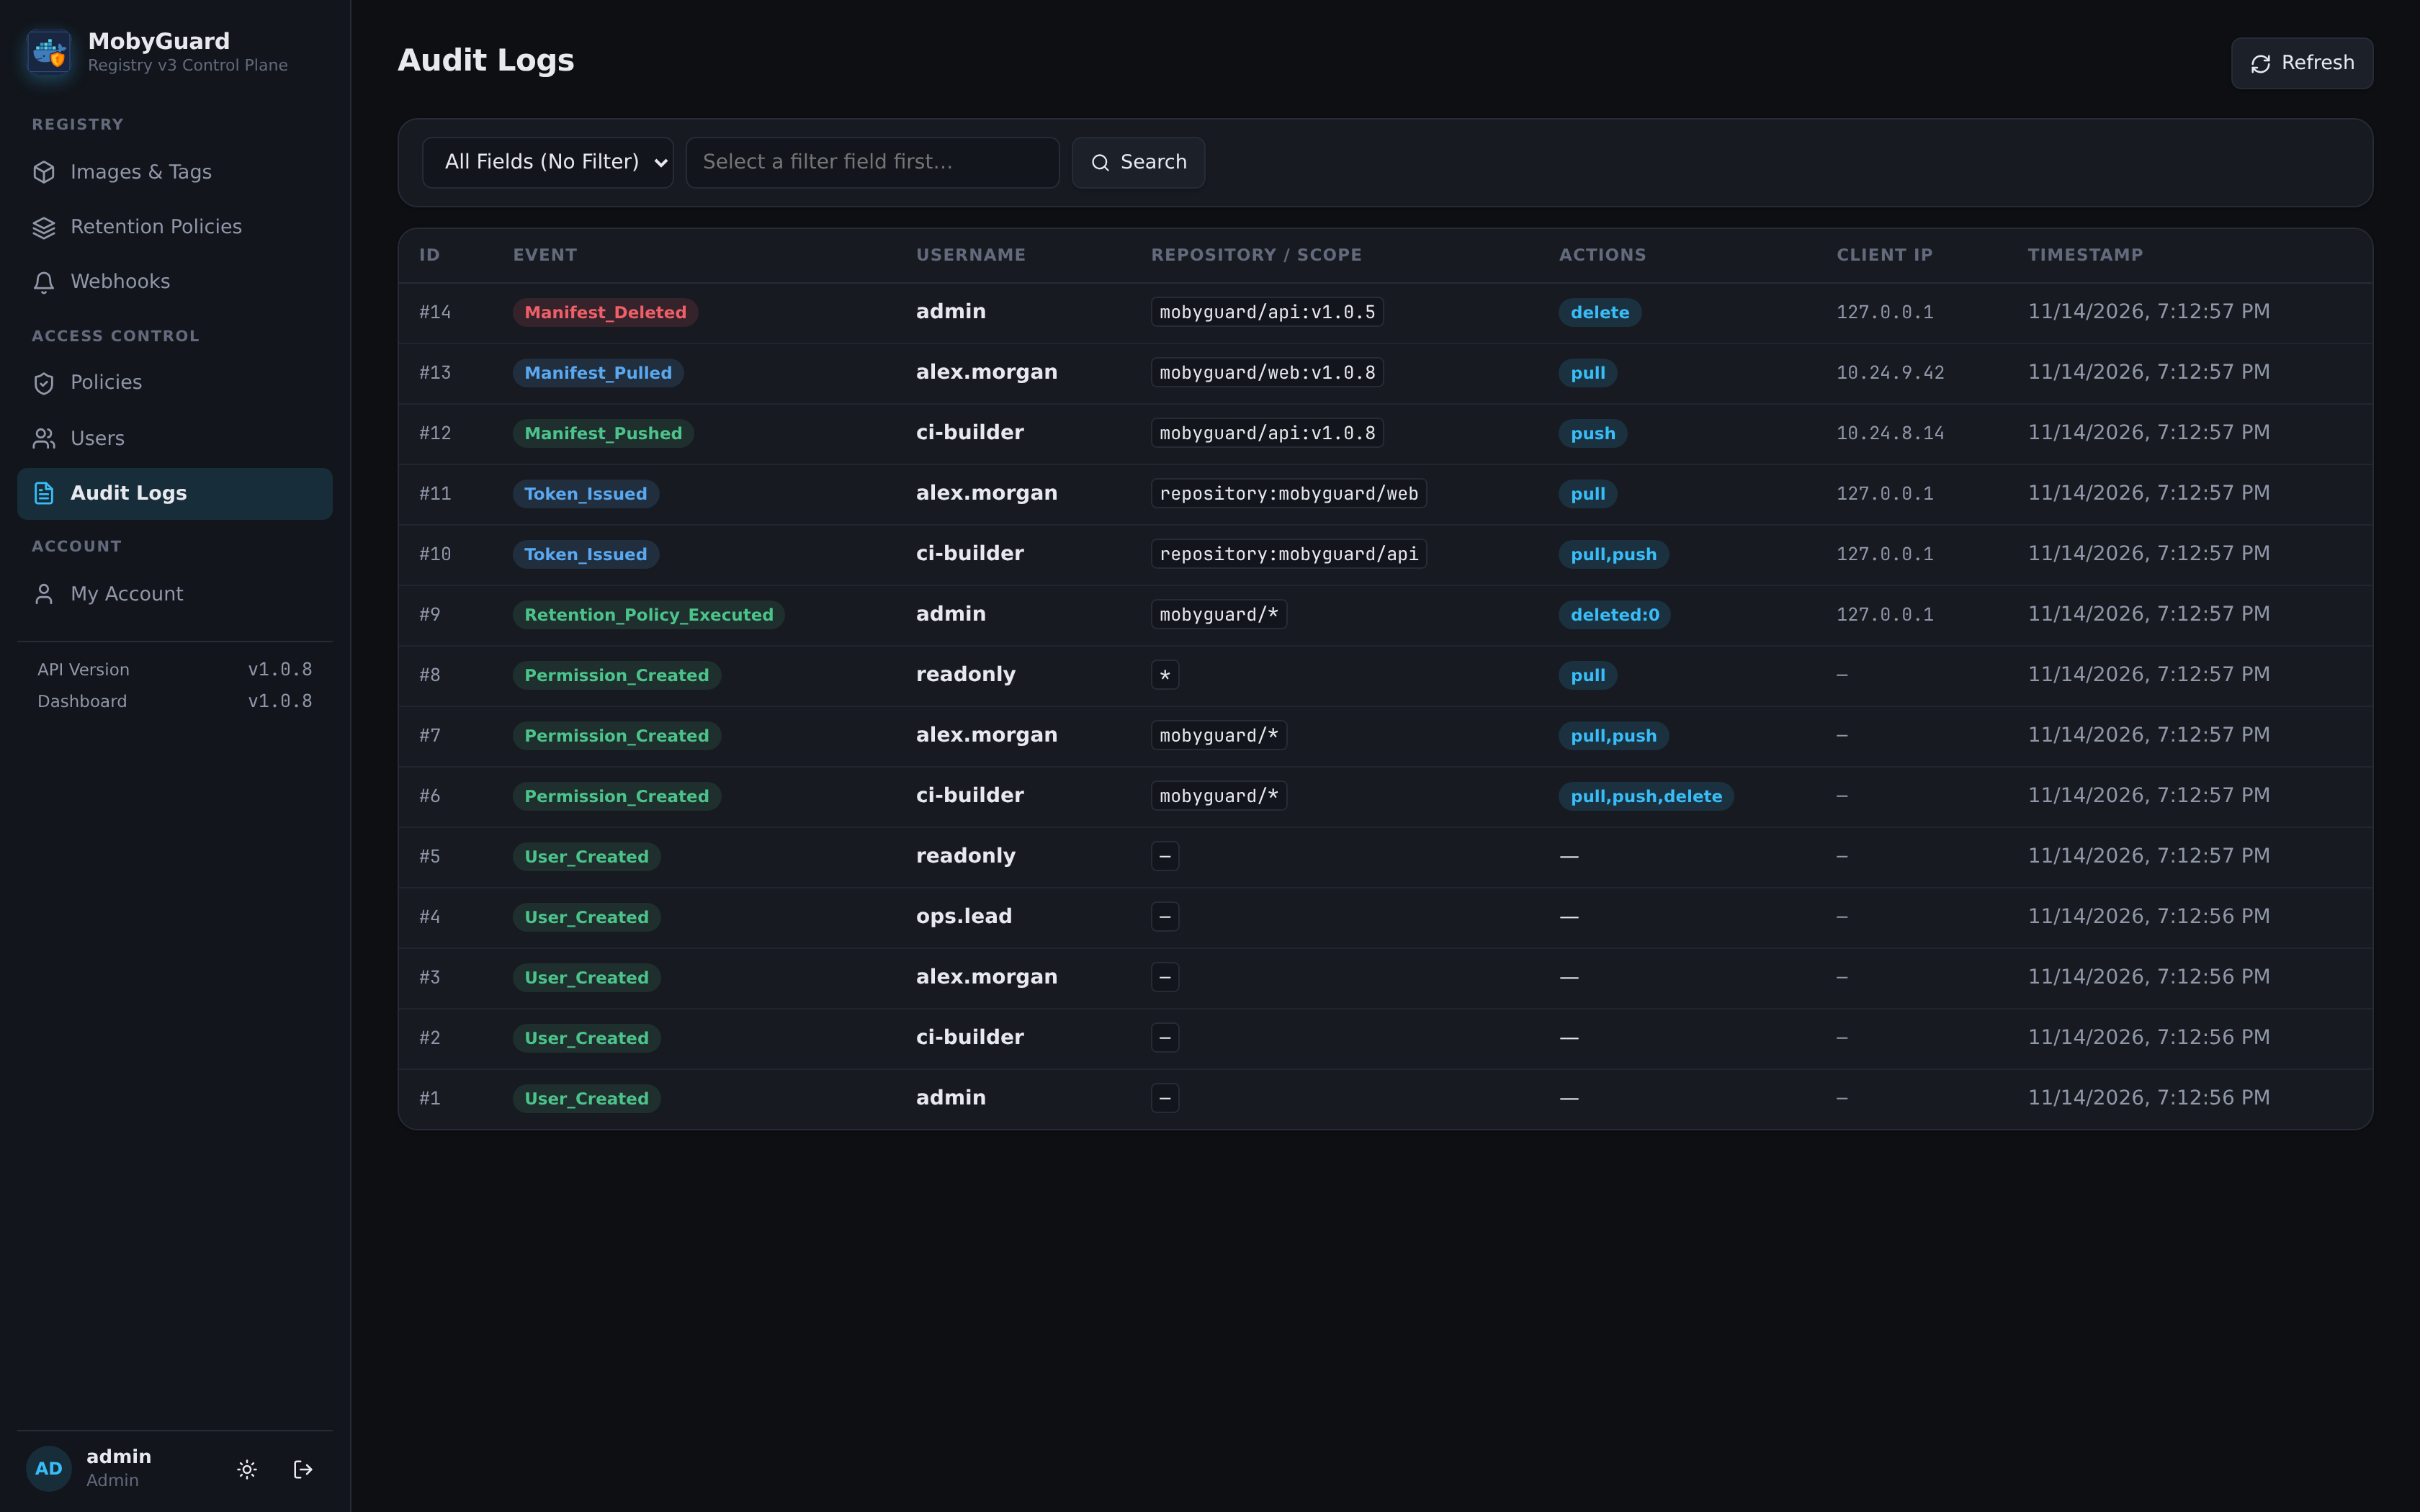 MobyGuard
Registry v3 Control Plane
REGISTRY
Images & Tags
Retention Policies
Webhooks
ACCESS CONTROL
Policies
Users
Audit Logs
ACCOUNT
My Account
API Version v1.0.8
Dashboard v1.0.8
AD
admin
Admin
Audit Logs
Refresh
All Fields (No Filter) Select a filter field first... Search
ID EVENT USERNAME REPOSITORY / SCOPE ACTIONS CLIENT IP TIMESTAMP
#14 Manifest_Deleted admin mobyguard/api:v1.0.5 delete 127.0.0.1 11/14/2026, 7:12:57 PM
#13 Manifest_Pulled alex.morgan mobyguard/web:v1.0.8 pull 10.24.9.42 11/14/2026, 7:12:57 PM
#12 Manifest_Pushed ci-builder mobyguard/api:v1.0.8 push 10.24.8.14 11/14/2026, 7:12:57 PM
#11 Token_Issued alex.morgan repository:mobyguard/web pull 127.0.0.1 11/14/2026, 7:12:57 PM
#10 Token_Issued ci-builder repository:mobyguard/api pull,push 127.0.0.1 11/14/2026, 7:12:57 PM
#9 Retention_Policy_Executed admin mobyguard/* deleted:0 127.0.0.1 11/14/2026, 7:12:57 PM
#8 Permission_Created readonly * pull — 11/14/2026, 7:12:57 PM
#7 Permission_Created alex.morgan mobyguard/* pull,push — 11/14/2026, 7:12:57 PM
#6 Permission_Created ci-builder mobyguard/* pull,push,delete — 11/14/2026, 7:12:57 PM
#5 User_Created readonly — — — 11/14/2026, 7:12:57 PM
#4 User_Created ops.lead — — — 11/14/2026, 7:12:56 PM
#3 User_Created alex.morgan — — — 11/14/2026, 7:12:56 PM
#2 User_Created ci-builder — — — 11/14/2026, 7:12:56 PM
#1 User_Created admin — — — 11/14/2026, 7:12:56 PM